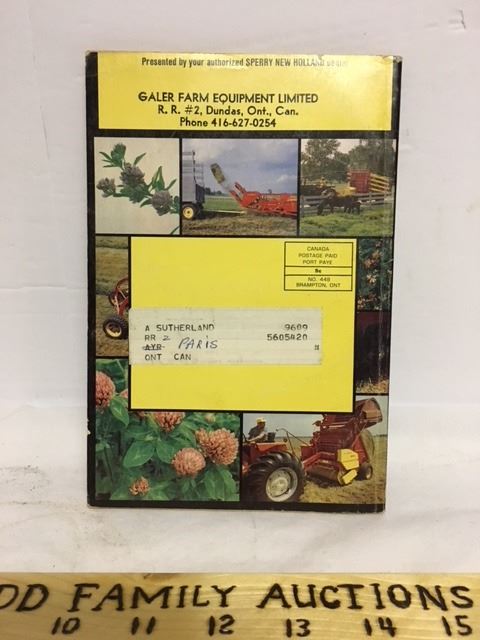 Presented by your authorized SPERRY NEW HOLLAND dealer
GALER FARM EQUIPMENT LIMITED
R. R. #2, Dundas, Ont., Can.
Phone 416-627-0254
CANADA
POSTAGE PAID
PORT PAYE
8c
NO. 448
BRAMPTON, ONT
A SUTHERLAND 9609
RR 2 5605420
AYR PARIS
ONT CAN
DD FAMILY AUCTIONS
10 11 12 13 14 15